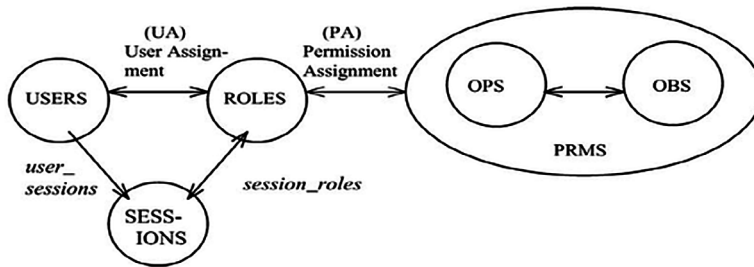 (UA)
User Assign-
ment
(PA)
Permission
Assignment
USERS
ROLES
OPS
OBS
PRMS
user_
sessions
session_roles
SESS-
IONS